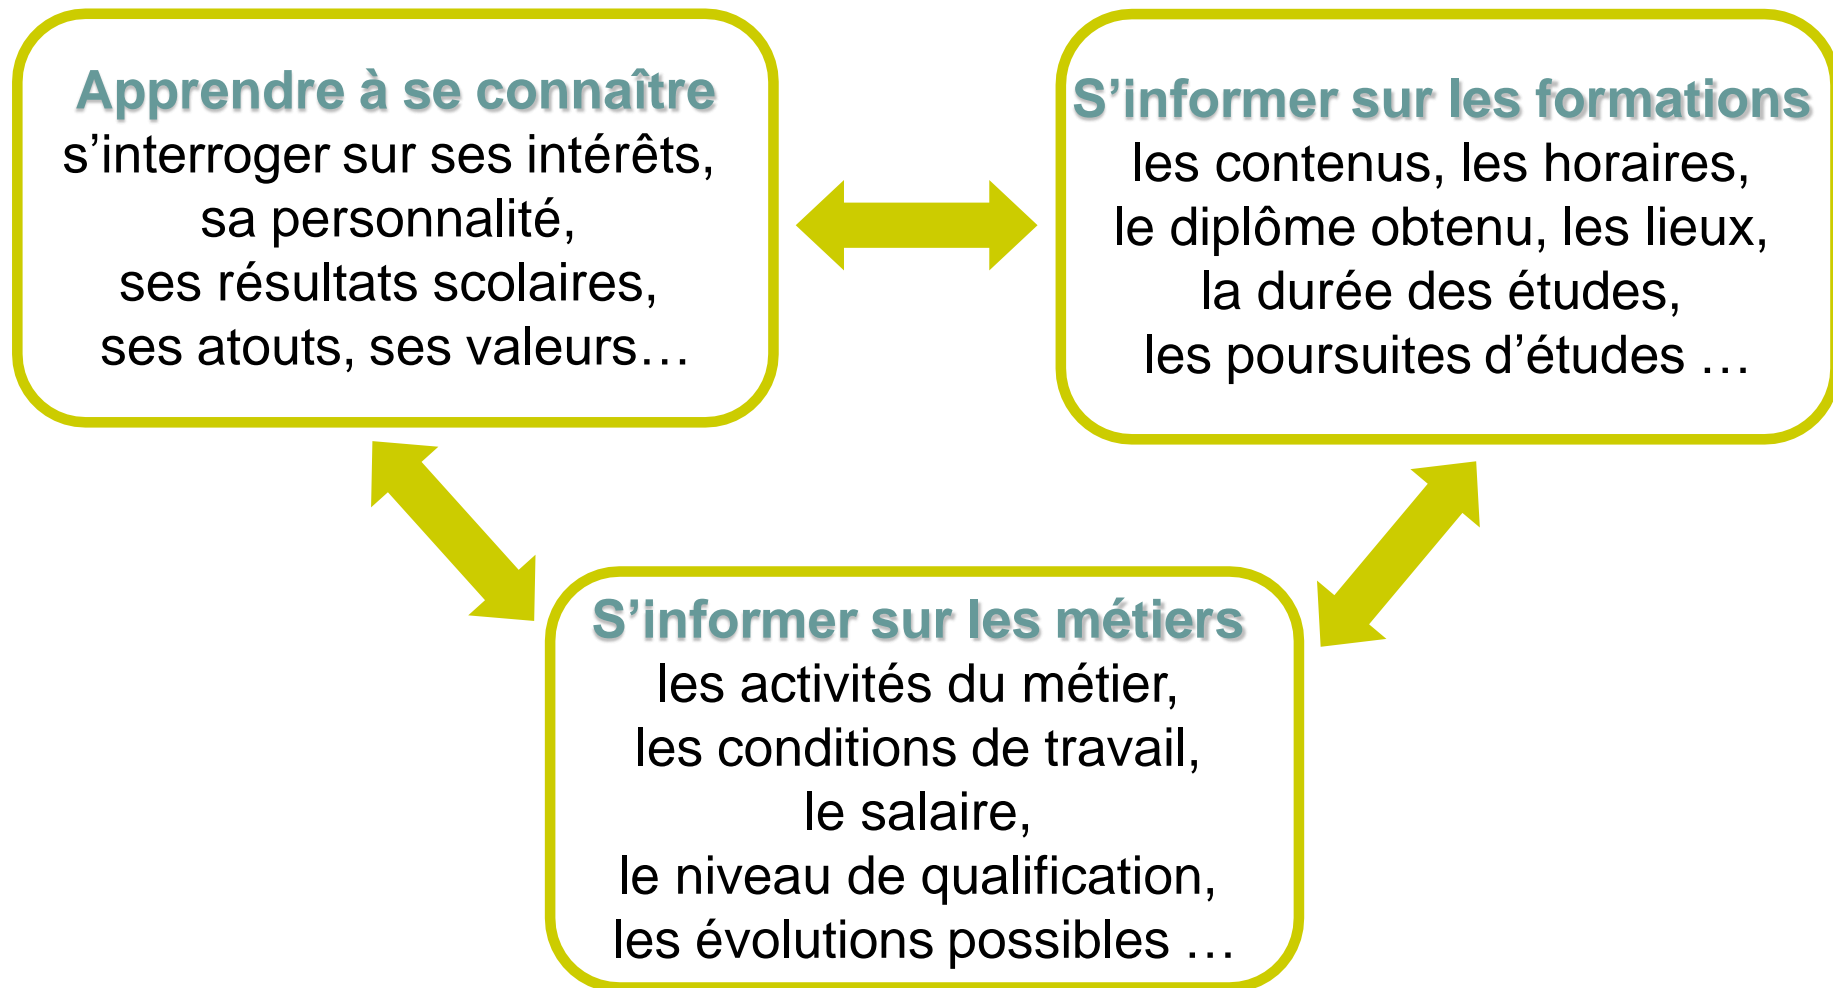 Apprendre à se connaître
s’interroger sur ses intérêts,
sa personnalité,
ses résultats scolaires,
ses atouts, ses valeurs…
S’informer sur les formations
les contenus, les horaires,
le diplôme obtenu, les lieux,
la durée des études,
les poursuites d’études …
S’informer sur les métiers
les activités du métier,
les conditions de travail,
le salaire,
le niveau de qualification,
les évolutions possibles …